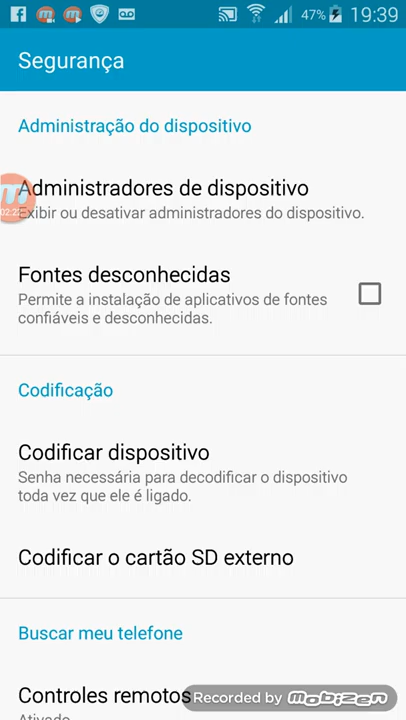 47% 19:39
Segurança
Administração do dispositivo
Administradores de dispositivo
Exibir ou desativar administradores do dispositivo.
02:22
Fontes desconhecidas
Permite a instalação de aplicativos de fontes
confiáveis e desconhecidas.
Codificação
Codificar dispositivo
Senha necessária para decodificar o dispositivo
toda vez que ele é ligado.
Codificar o cartão SD externo
Buscar meu telefone
Controles remotos
Recorded by mobizen
Ativado